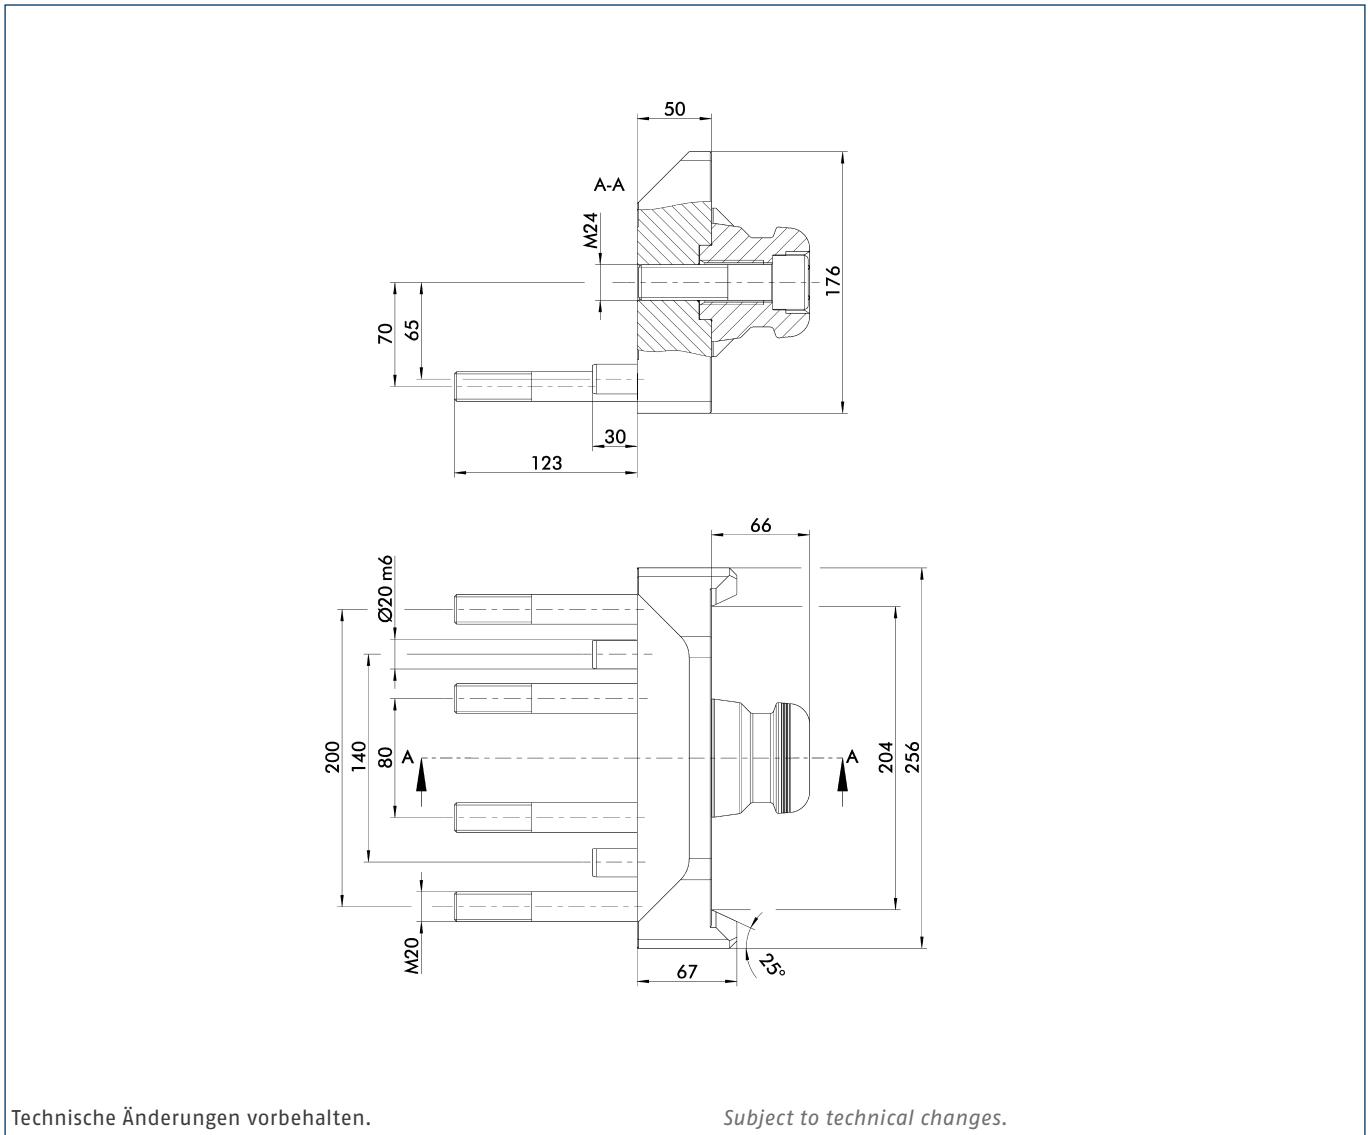 50
A-A
M24
176
70
65
30
123
66
Ø20 m6
200
140
80
A
A
204
256
M20
67
25°
Technische Änderungen vorbehalten.
Subject to technical changes.